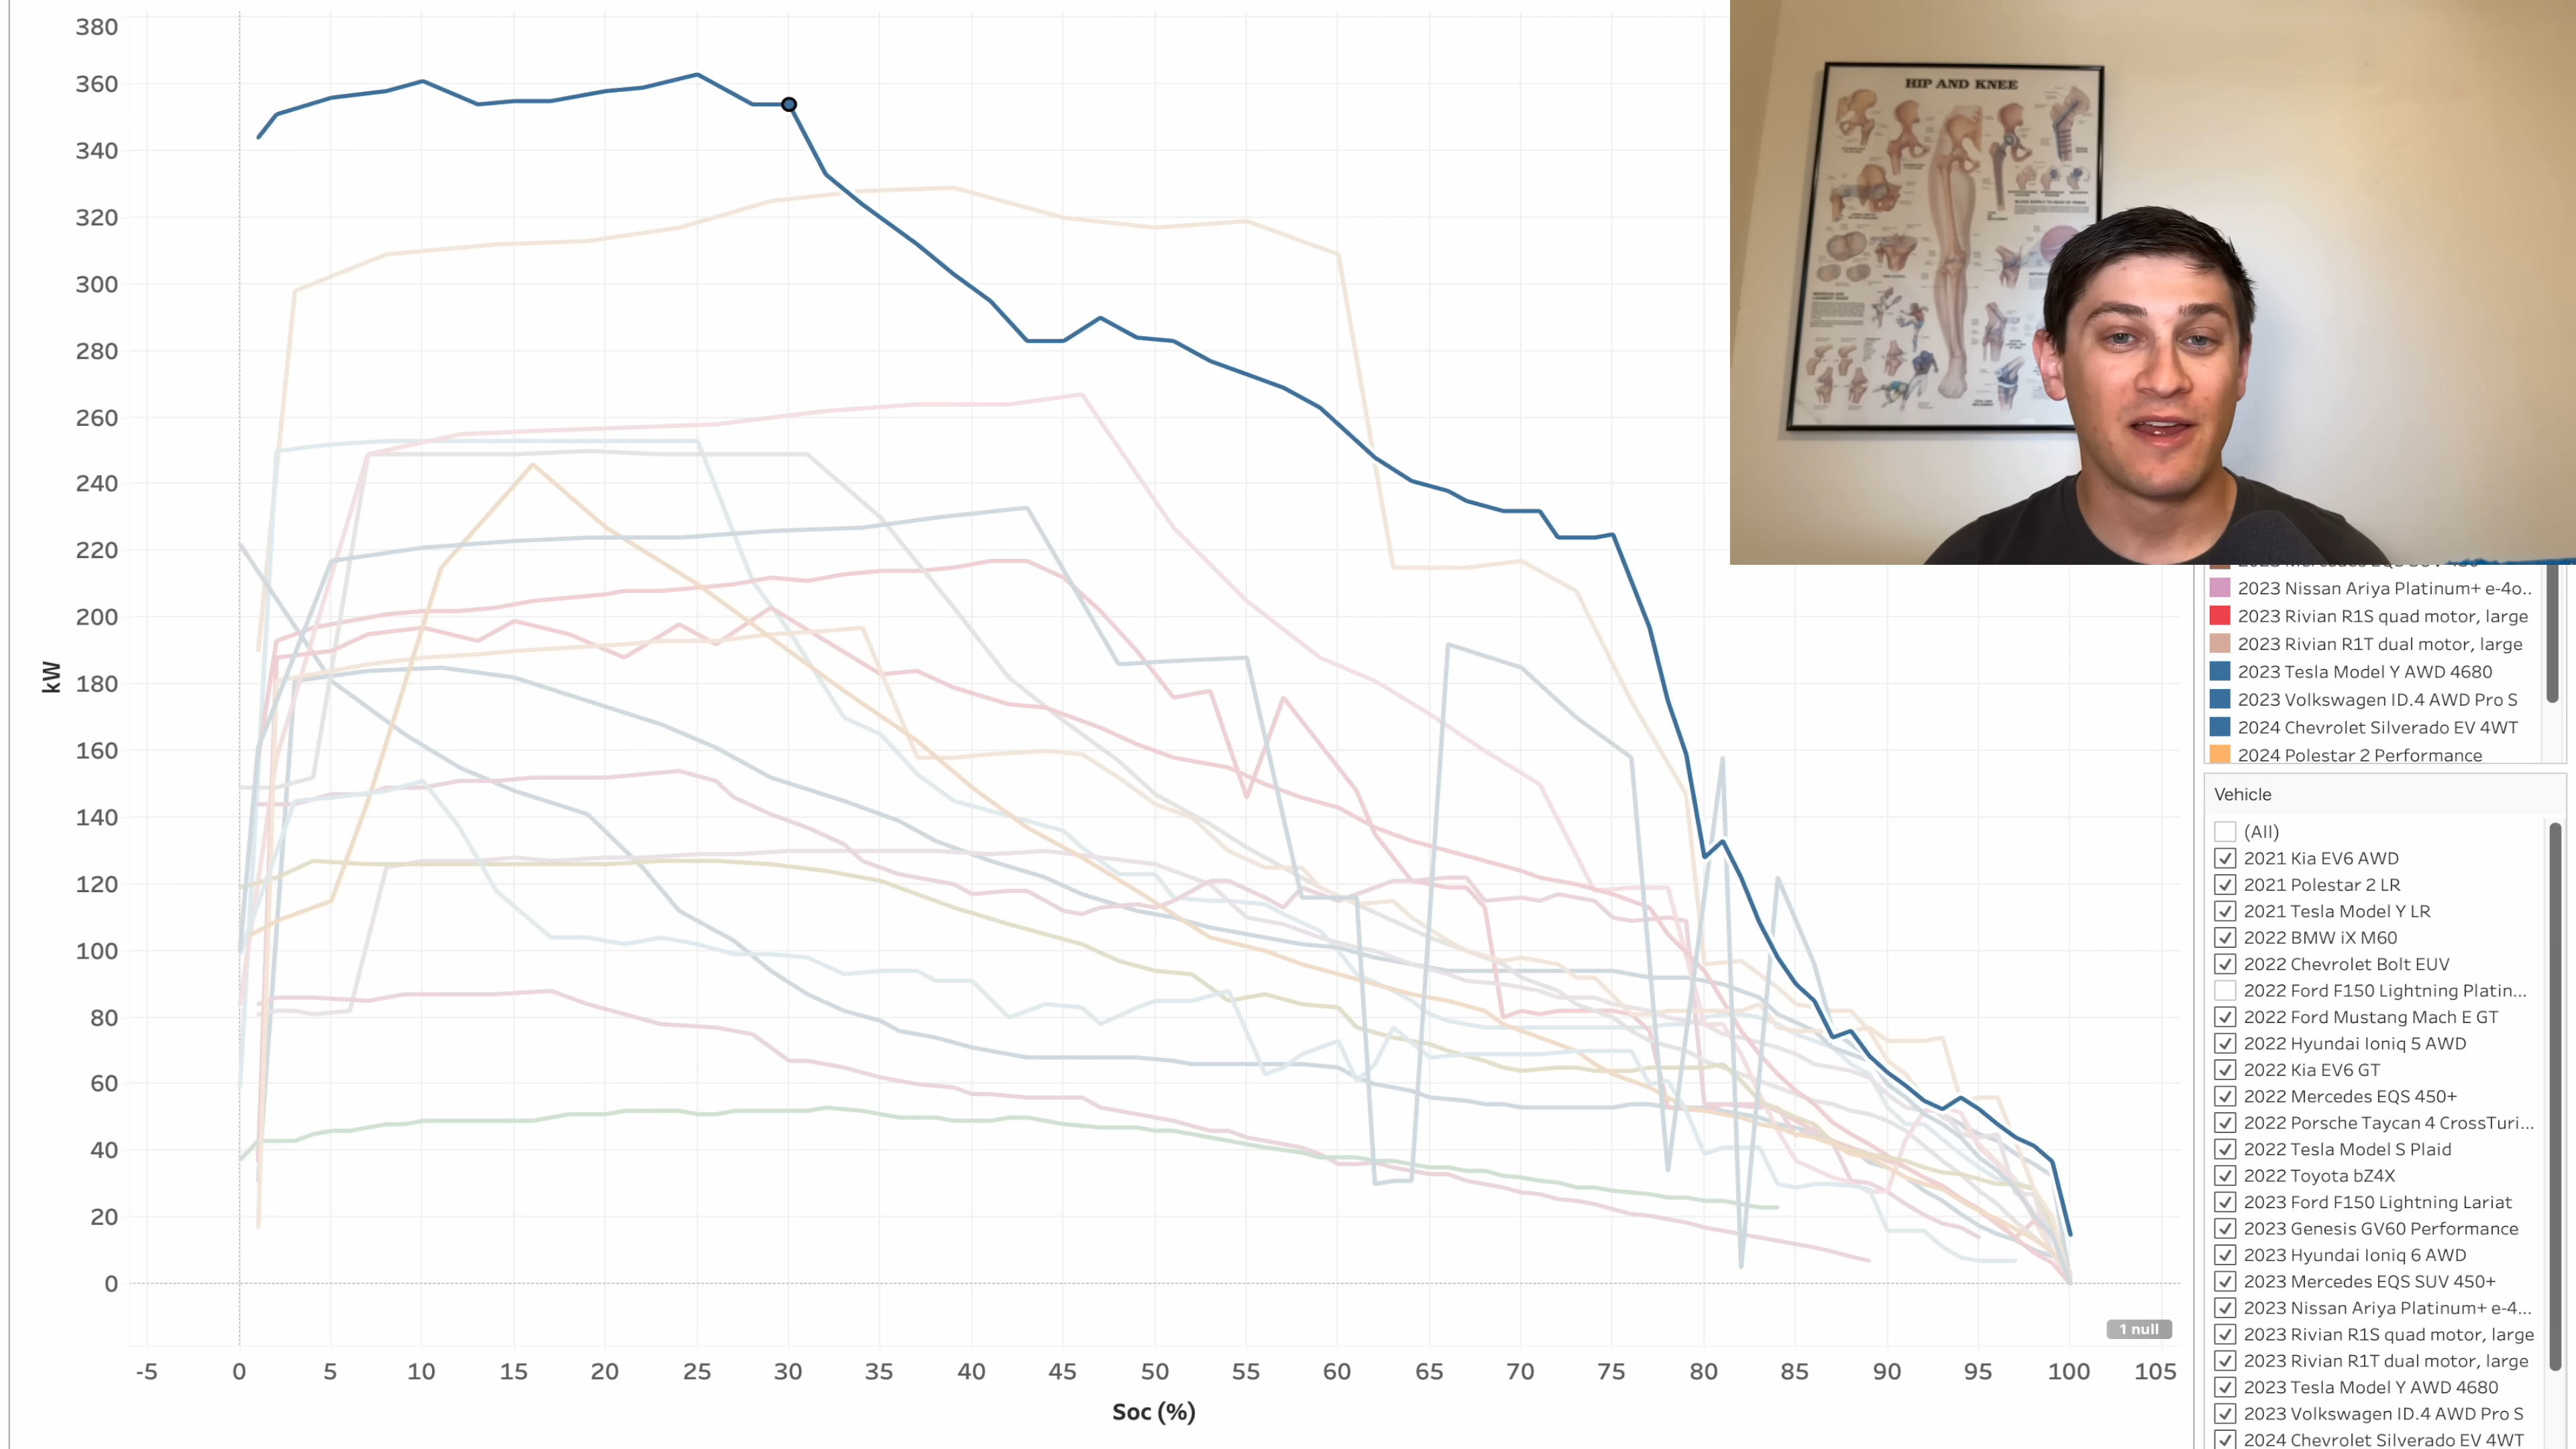 380
360
340
320
300
280
260
240
220
200
180
160
140
120
100
80
60
40
20
0
kW
-5 0 5 10 15 20 25 30 35 40 45 50 55 60 65 70 75 80 85 90 95 100 105
Soc (%)
1 null
HIP AND KNEE
2023 Nissan Ariya Platinum+ e-4o..
2023 Rivian R1S quad motor, large
2023 Rivian R1T dual motor, large
2023 Tesla Model Y AWD 4680
2023 Volkswagen ID.4 AWD Pro S
2024 Chevrolet Silverado EV 4WT
2024 Polestar 2 Performance
Vehicle
(All)
2021 Kia EV6 AWD
2021 Polestar 2 LR
2021 Tesla Model Y LR
2022 BMW iX M60
2022 Chevrolet Bolt EUV
2022 Ford F150 Lightning Platin...
2022 Ford Mustang Mach E GT
2022 Hyundai Ioniq 5 AWD
2022 Kia EV6 GT
2022 Mercedes EQS 450+
2022 Porsche Taycan 4 CrossTuri...
2022 Tesla Model S Plaid
2022 Toyota bZ4X
2023 Ford F150 Lightning Lariat
2023 Genesis GV60 Performance
2023 Hyundai Ioniq 6 AWD
2023 Mercedes EQS SUV 450+
2023 Nissan Ariya Platinum+ e-4...
2023 Rivian R1S quad motor, large
2023 Rivian R1T dual motor, large
2023 Tesla Model Y AWD 4680
2023 Volkswagen ID.4 AWD Pro S
2024 Chevrolet Silverado EV 4WT